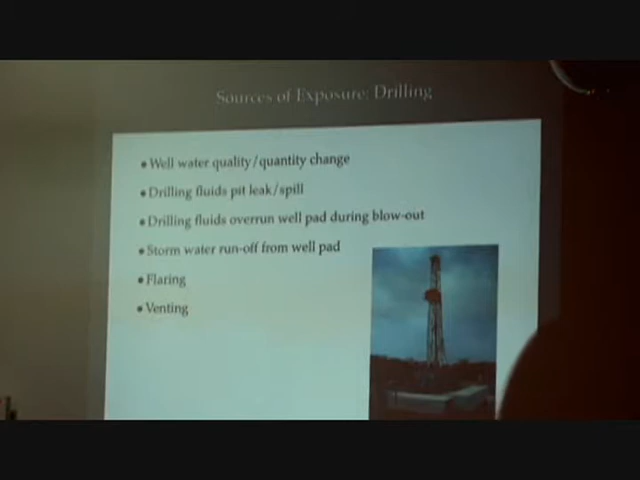 Sources of Exposure: Drilling
• Well water quality/quantity change
• Drilling fluids pit leak/spill
• Drilling fluids overrun well pad during blow-out
• Storm water run-off from well pad
• Flaring
• Venting